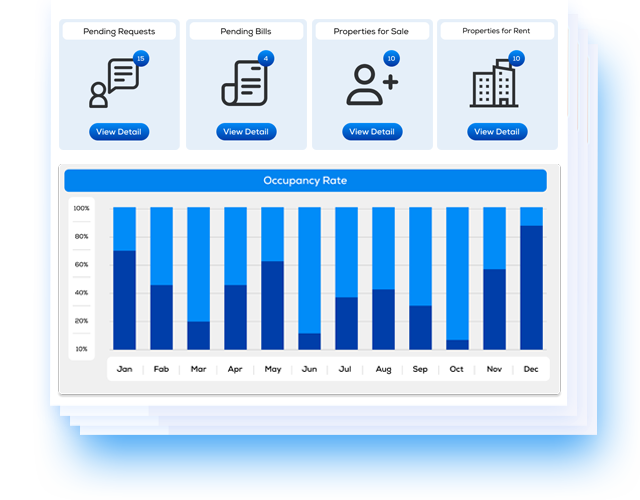 Pending Requests
15
View Detail
Pending Bills
4
View Detail
Properties for Sale
10
View Detail
Properties for Rent
10
View Detail
Occupancy Rate
100%
80%
60%
40%
20%
10%
Jan Fab Mar Apr May Jun Jul Aug Sep Oct Nov Dec